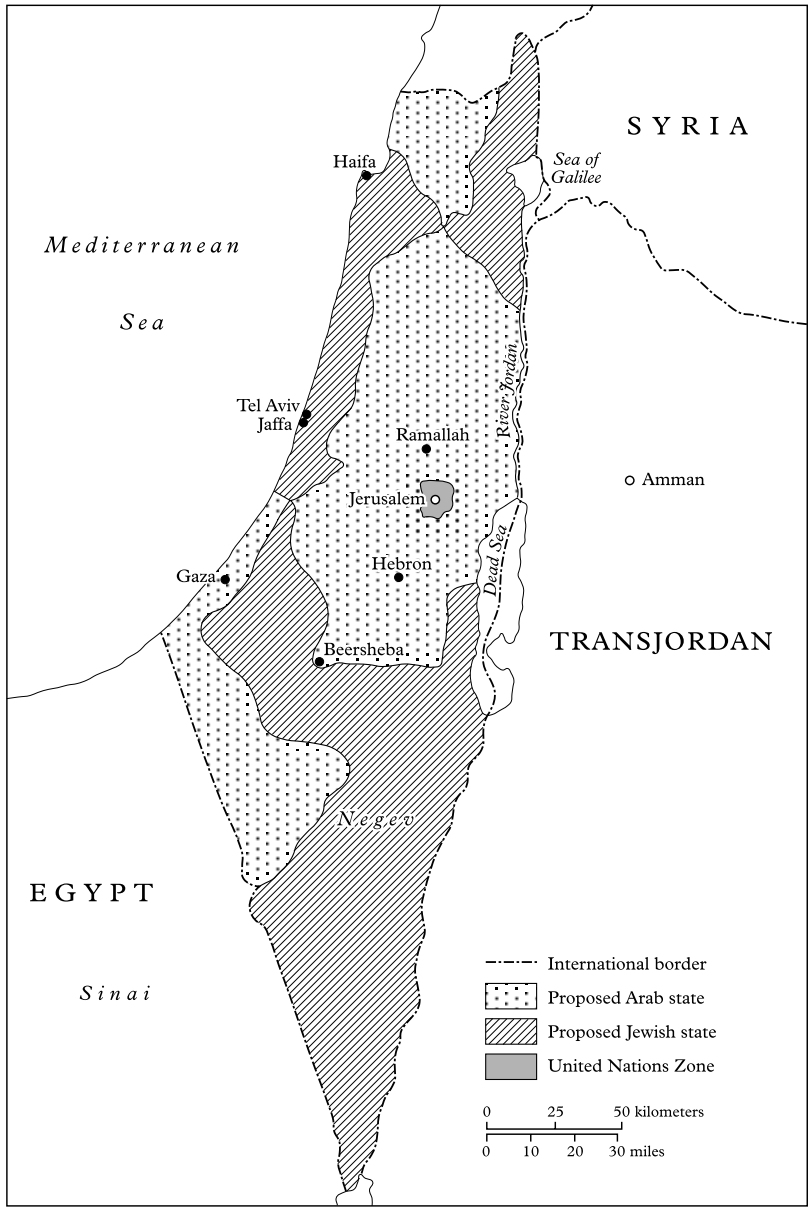 SYRIA
Haifa
Sea of
Galilee
Mediterranean
Sea
River Jordan
Tel Aviv
Jaffa
Ramallah
Jerusalem
Amman
Dead Sea
Gaza
Hebron
Beersheba
TRANSJORDAN
Negev
EGYPT
Sinai
International border
Proposed Arab state
Proposed Jewish state
United Nations Zone
0 25 50 kilometers
0 10 20 30 miles